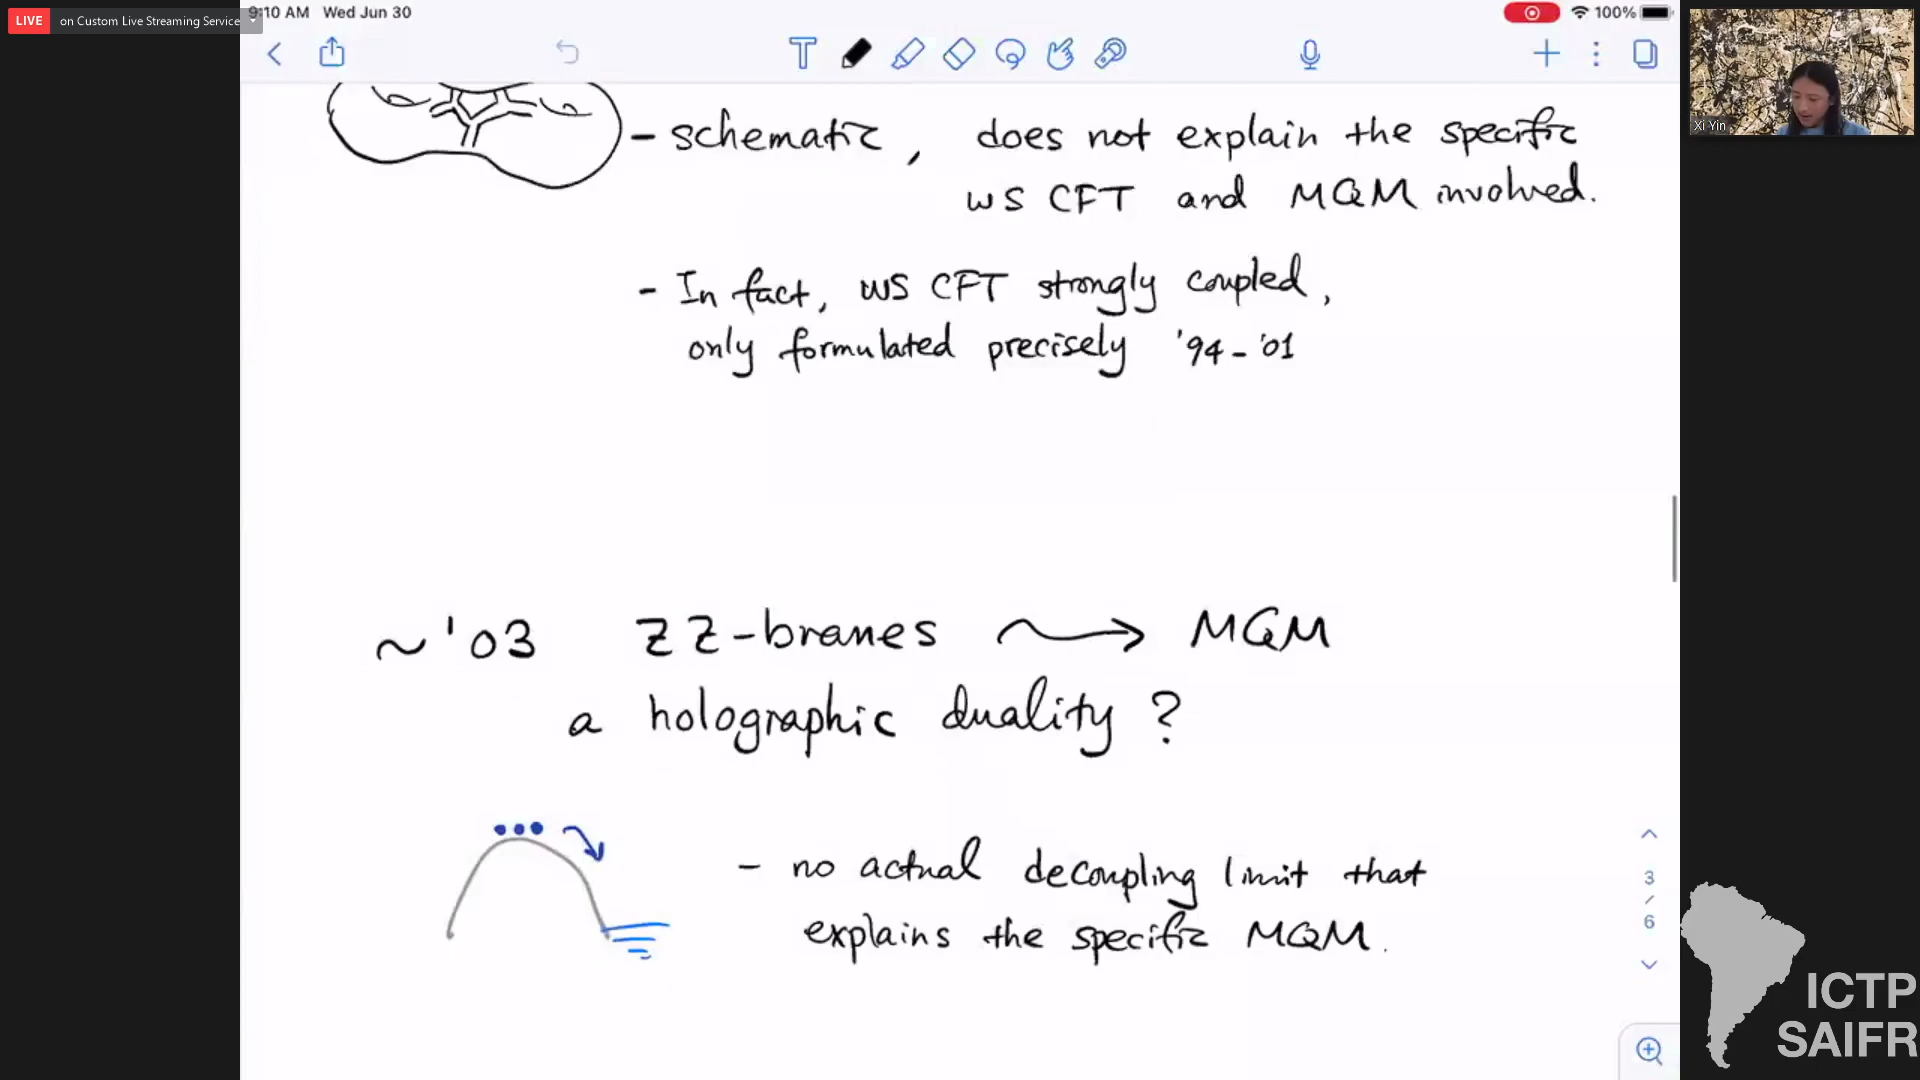 LIVE on Custom Live Streaming Service
9:10 AM Wed Jun 30
100%
Xi Yin
- schematic, does not explain the specific
WS CFT and MQM involved.
- In fact, WS CFT strongly coupled,
only formulated precisely '94 - '01
~ '03 ZZ-branes → MQM
a holographic duality ?
- no actual decoupling limit that
explains the specific MQM.
3
/
6
ICTP
SAIFR